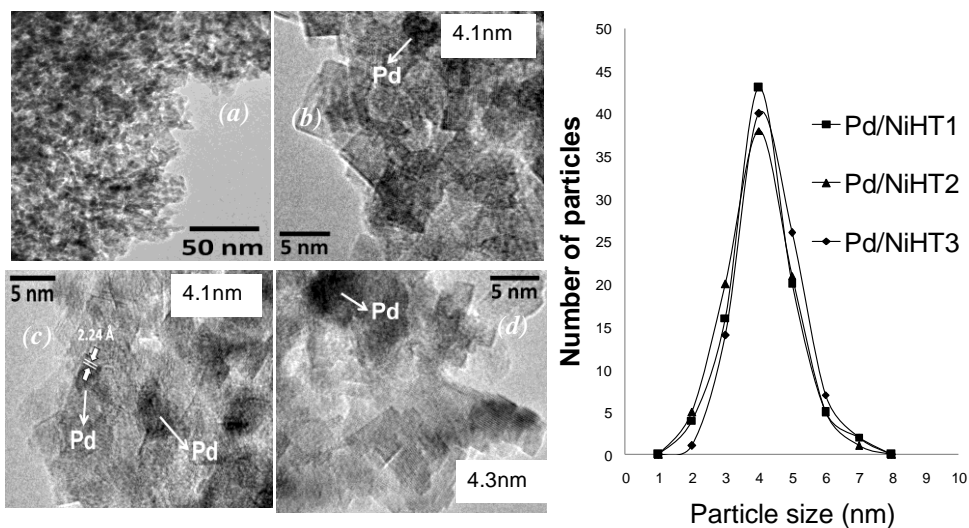 (a)
50 nm
(b)
4.1nm
Pd
5 nm
5 nm
4.1nm
(c)
2.24 Å
Pd
Pd
5 nm
Pd
(d)
4.3nm
Number of particles
50
45
40
35
30
25
20
15
10
5
0
0 1 2 3 4 5 6 7 8 9 10
Particle size (nm)
Pd/NiHT1
Pd/NiHT2
Pd/NiHT3